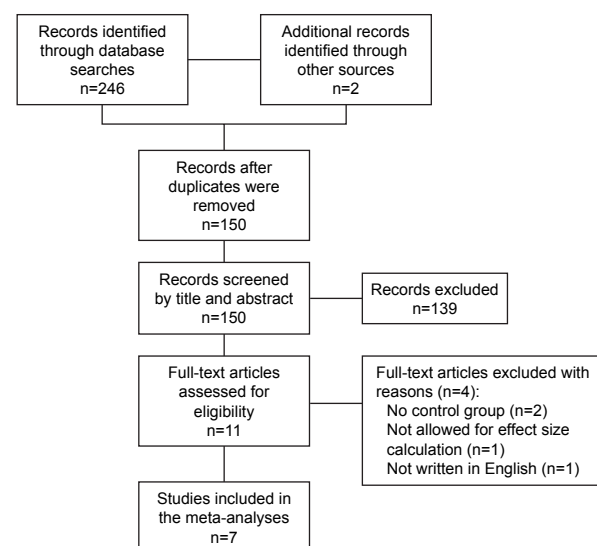 Records identified
through database
searches
n=246
Additional records
identified through
other sources
n=2
Records after
duplicates were
removed
n=150
Records screened
by title and abstract
n=150
Records excluded
n=139
Full-text articles
assessed for
eligibility
n=11
Full-text articles excluded with
reasons (n=4):
No control group (n=2)
Not allowed for effect size
calculation (n=1)
Not written in English (n=1)
Studies included in
the meta-analyses
n=7